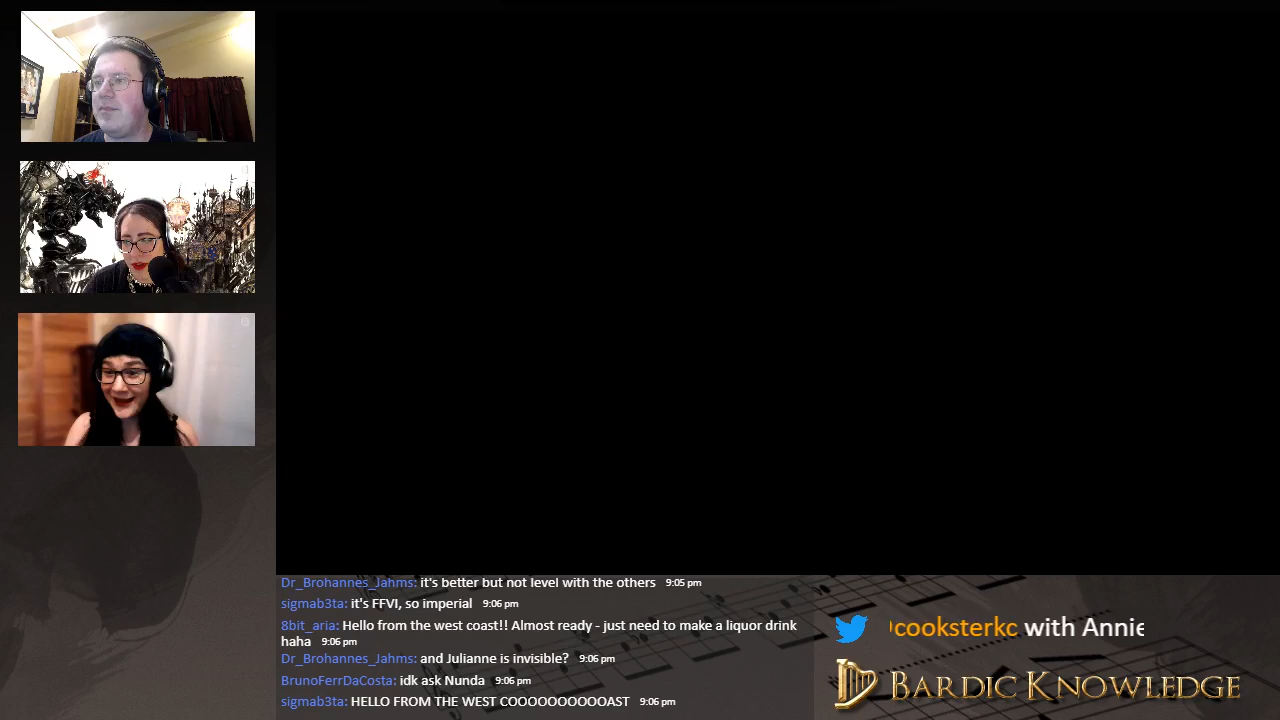 Dr_Brohannes_Jahms: it's better but not level with the others 9:05 pm
sigmab3ta: it's FFVI, so imperial 9:06 pm
8bit_aria: Hello from the west coast!! Almost ready - just need to make a liquor drink
haha 9:06 pm
Dr_Brohannes_Jahms: and Julianne is invisible? 9:06 pm
BrunoFerrDaCosta: idk ask Nunda 9:06 pm
sigmab3ta: HELLO FROM THE WEST COOOOOOOOOOAST 9:06 pm
cooksterkc with Annie
BARDIC KNOWLEDGE